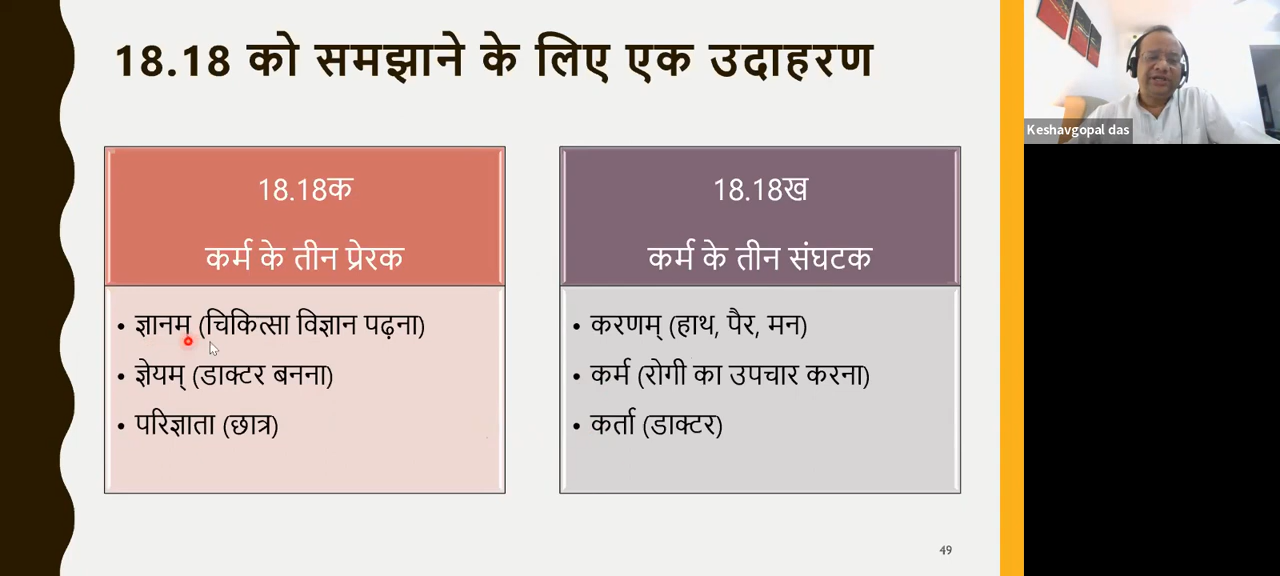 18.18 को समझाने के लिए एक उदाहरण
18.18क
कर्म के तीन प्रेरक
• ज्ञानम (चिकित्सा विज्ञान पढ़ना)
• ज्ञेयम् (डाक्टर बनना)
• परिज्ञाता (छात्र)
18.18ख
कर्म के तीन संघटक
• करणम् (हाथ, पैर, मन)
• कर्म (रोगी का उपचार करना)
• कर्ता (डाक्टर)
49
Keshavgopal das